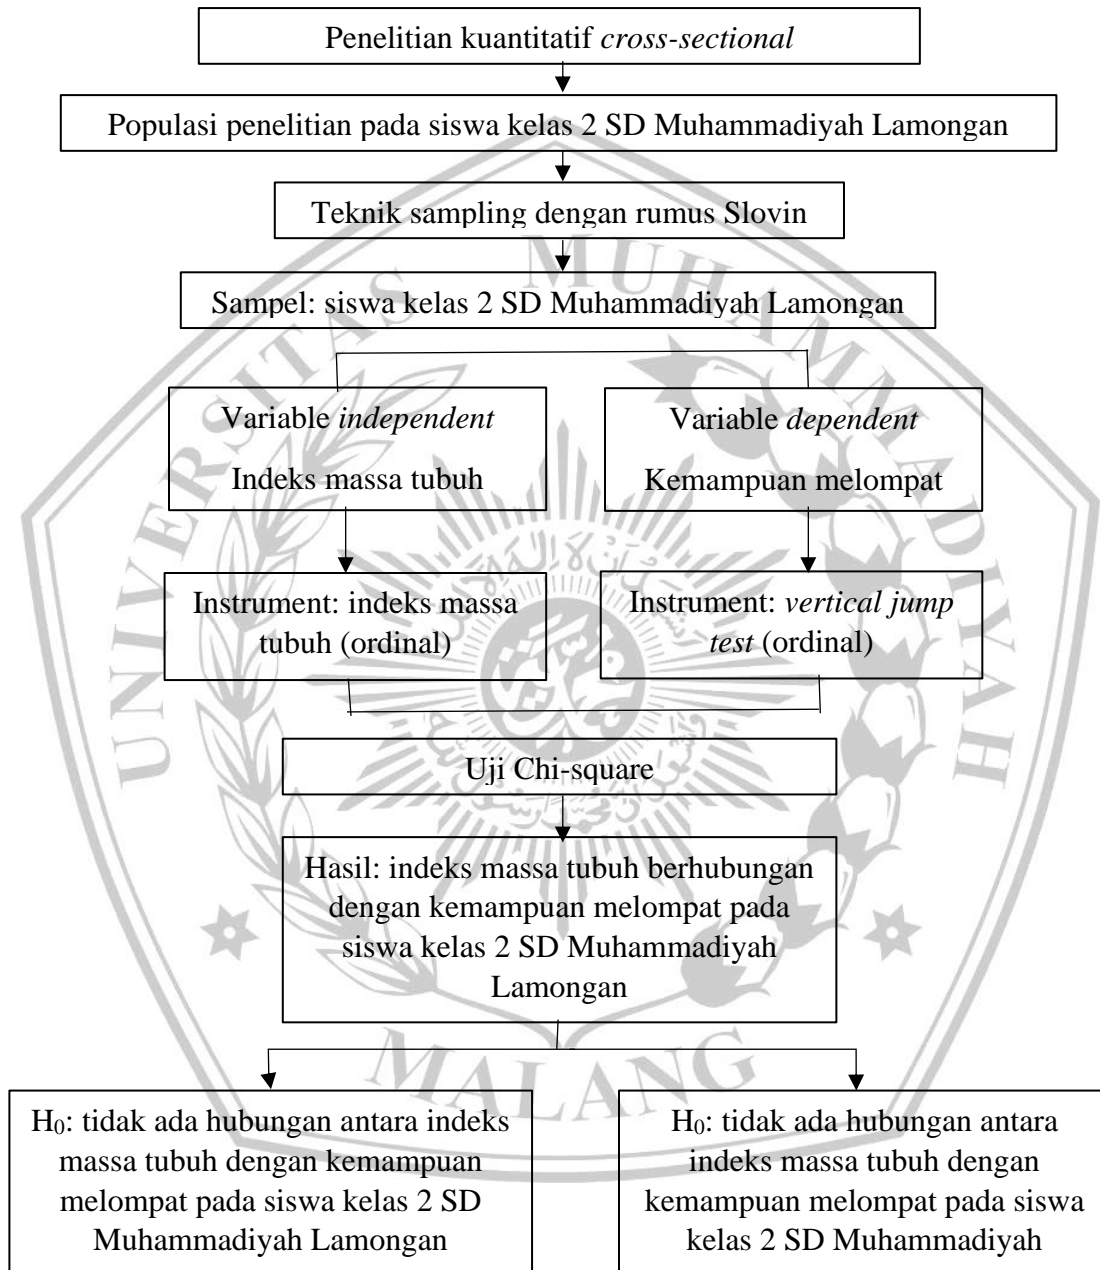 Penelitian kuantitatif cross-sectional
Populasi penelitian pada siswa kelas 2 SD Muhammadiyah Lamongan
Teknik sampling dengan rumus Slovin
Sampel: siswa kelas 2 SD Muhammadiyah Lamongan
Variable independent
Indeks massa tubuh
Variable dependent
Kemampuan melompat
Instrument: indeks massa
tubuh (ordinal)
Instrument: vertical jump
test (ordinal)
Uji Chi-square
Hasil: indeks massa tubuh berhubungan
dengan kemampuan melompat pada
siswa kelas 2 SD Muhammadiyah
Lamongan
H₀: tidak ada hubungan antara indeks
massa tubuh dengan kemampuan
melompat pada siswa kelas 2 SD
Muhammadiyah Lamongan
H₀: tidak ada hubungan antara
indeks massa tubuh dengan
kemampuan melompat pada siswa
kelas 2 SD Muhammadiyah
UNIVERSITAS MUHAMMADIYAH
MALANG